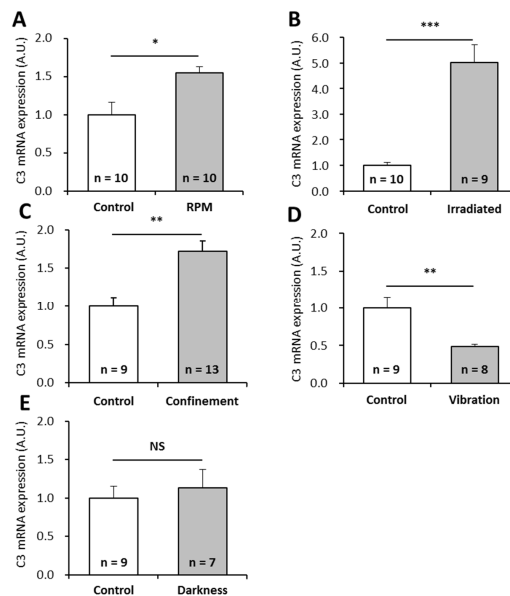 A
C3 mRNA expression (A.U.)
2.0
1.5
1.0
0.5
0.0
*
n = 10
n = 10
Control
RPM
B
C3 mRNA expression (A.U.)
6.0
5.0
4.0
3.0
2.0
1.0
0.0
***
n = 10
n = 9
Control
Irradiated
C
C3 mRNA expression (A.U.)
2.0
1.5
1.0
0.5
0.0
**
n = 9
n = 13
Control
Confinement
D
C3 mRNA expression (A.U.)
2.0
1.5
1.0
0.5
0.0
**
n = 9
n = 8
Control
Vibration
E
C3 mRNA expression (A.U.)
2.0
1.5
1.0
0.5
0.0
NS
n = 9
n = 7
Control
Darkness